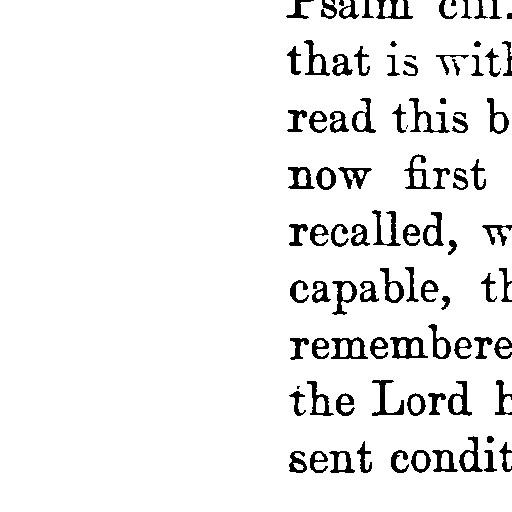 Psalm ciii.
that is with
read this b
now first
recalled, w
capable, th
remembere
the Lord h
sent condit